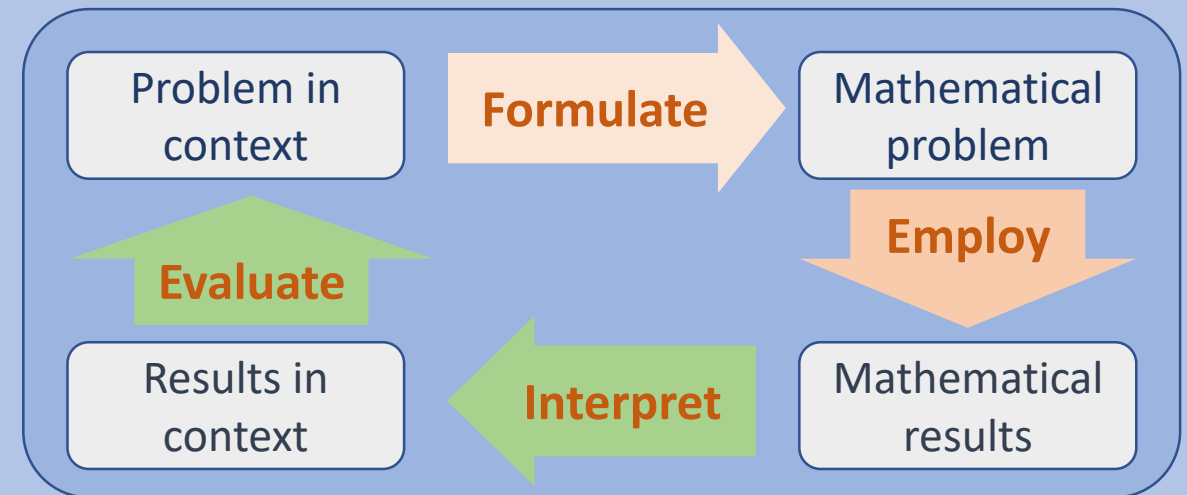 Problem in
context
Formulate
Mathematical
problem
Employ
Evaluate
Results in
context
Interpret
Mathematical
results